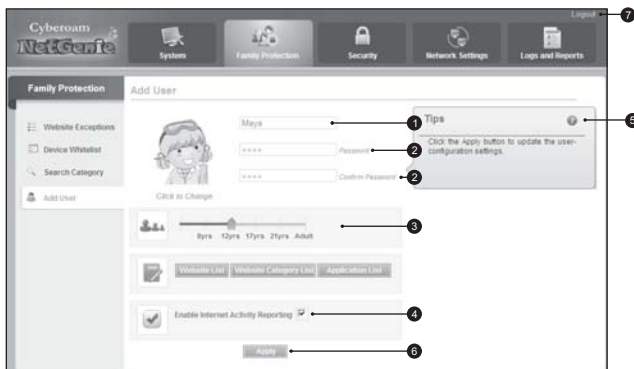 Logout
7
Cyberoam
NetGenie
System
Family Protection
Security
Network Settings
Logs and Reports
Family Protection
Website Exceptions
Device Whitelist
Search Category
Add User
Add User
Maya
1
****
Password
2
****
Confirm Password
2
Click to Change
Tips
5
Click the Apply button to update the user-
configuration settings.
8yrs 12yrs 17yrs 21yrs Adult
3
Website List Website Category List Application List
Enable Internet Activity Reporting
4
Apply
6